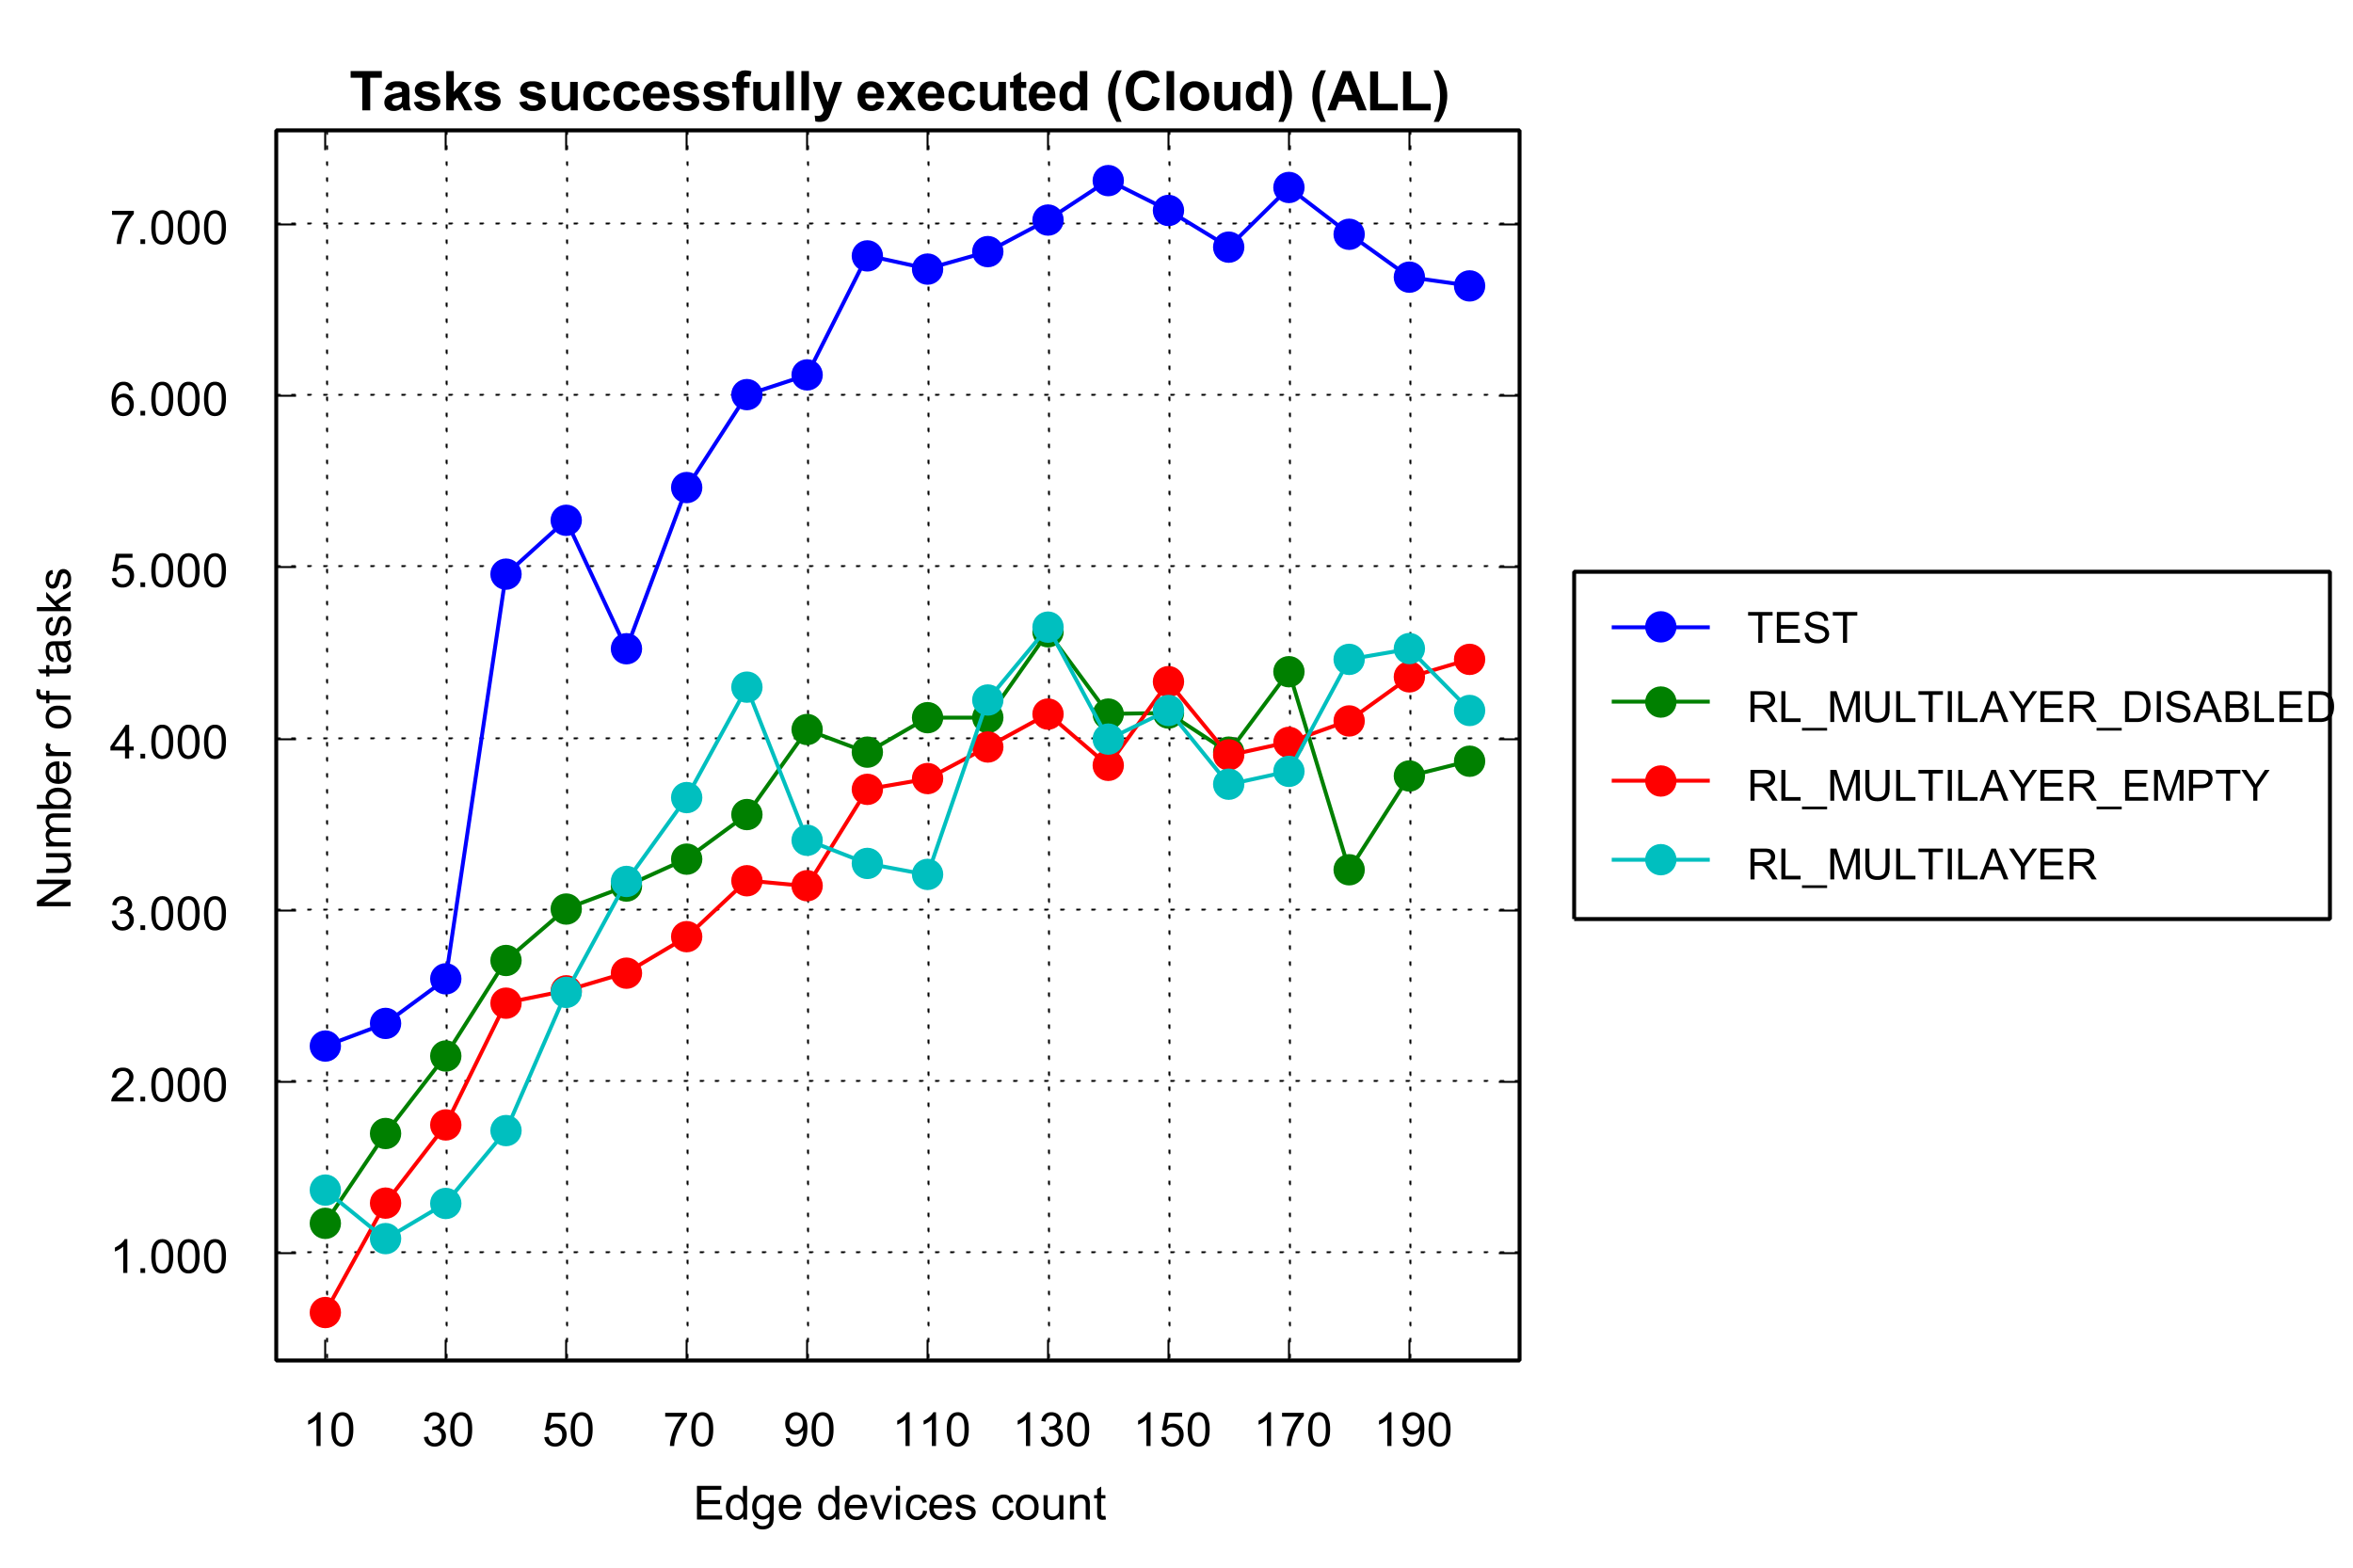 Tasks successfully executed (Cloud) (ALL)
7.000
6.000
5.000
4.000
3.000
2.000
1.000
Number of tasks
10 30 50 70 90 110 130 150 170 190
Edge devices count
TEST
RL_MULTILAYER_DISABLED
RL_MULTILAYER_EMPTY
RL_MULTILAYER